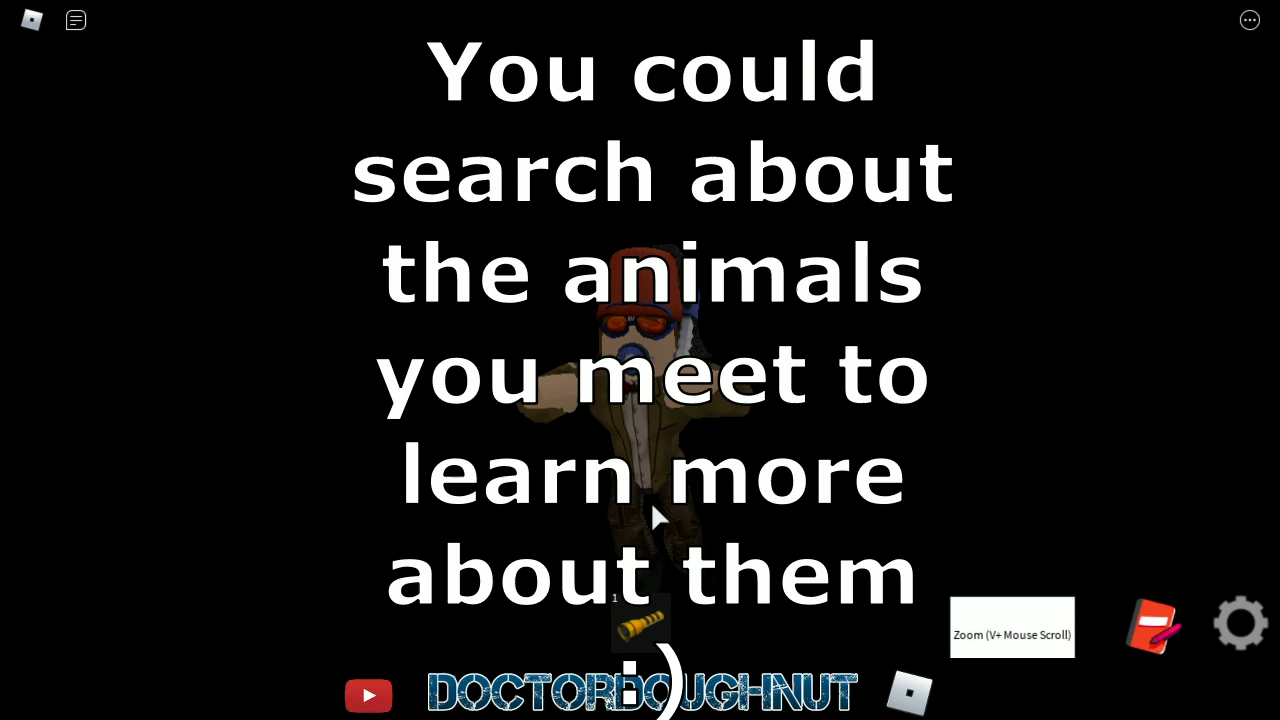 You could
search about
the animals
you meet to
learn more
about them
:)
1
Zoom (V+ Mouse Scroll)
DOCTORDOUGHNUT